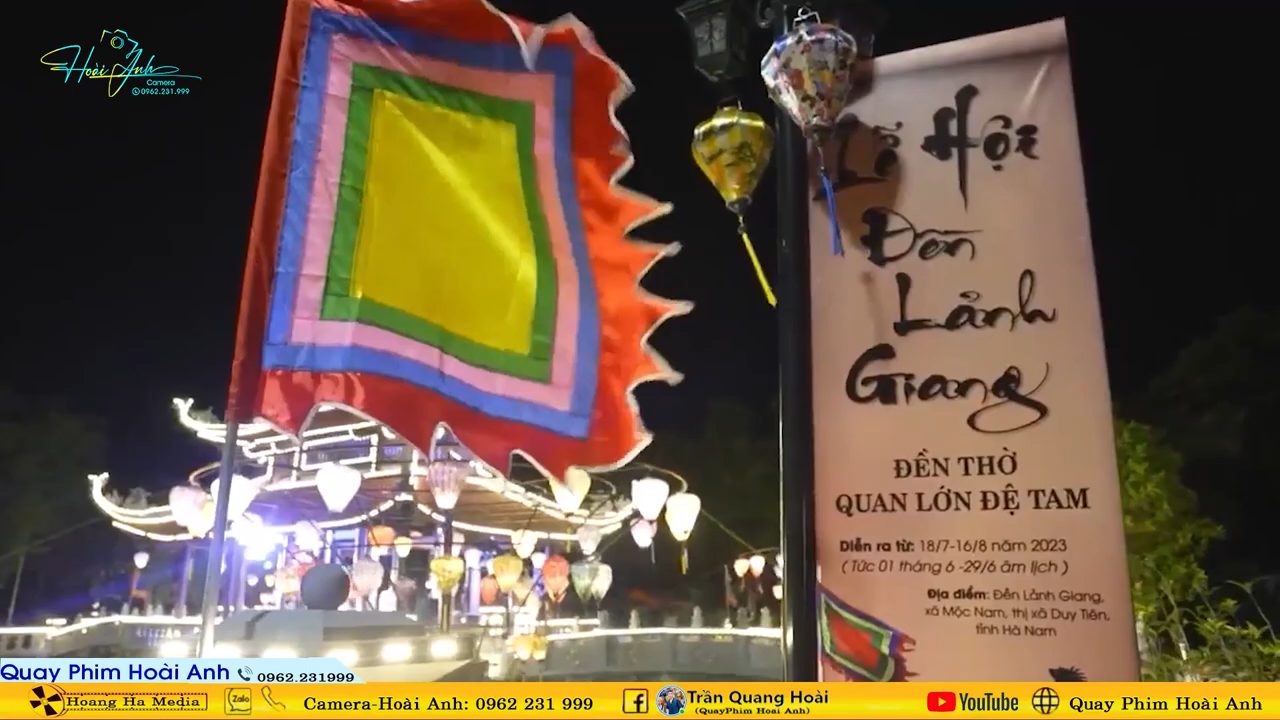 Hoài Anh
Camera
0962.231.999
Lễ Hội
Đền
Lảnh
Giang
ĐỀN THỜ
QUAN LỚN ĐỆ TAM
Diễn ra từ: 18/7-16/8 năm 2023
( Tức 01 tháng 6 -29/6 âm lịch )
Địa điểm: Đền Lảnh Giang,
xã Mộc Nam, thị xã Duy Tiên,
tỉnh Hà Nam
Quay Phim Hoài Anh 0962.231999
Hoang Ha Media
Zalo
Camera-Hoài Anh: 0962 231 999
Trần Quang Hoài
(QuayPhim Hoai Anh)
YouTube
Quay Phim Hoài Anh